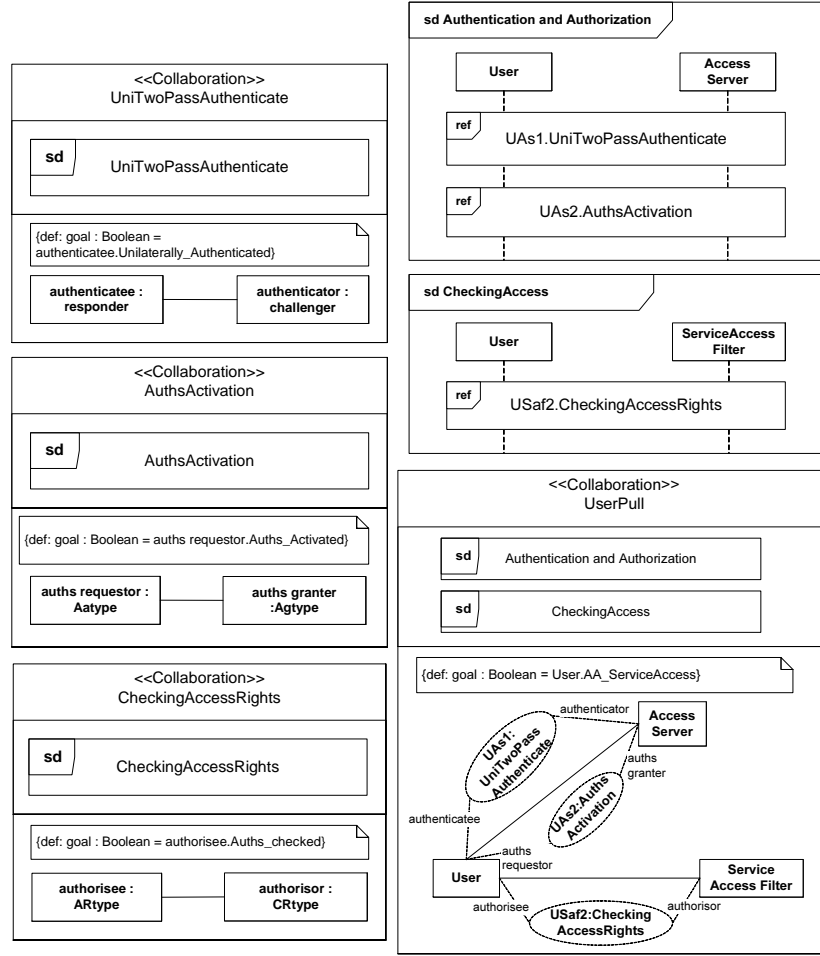 <<Collaboration>>
UniTwoPassAuthenticate
sd
UniTwoPassAuthenticate
{def: goal : Boolean =
authenticatee.Unilaterally_Authenticated}
authenticatee :
responder
authenticator :
challenger
<<Collaboration>>
AuthsActivation
sd
AuthsActivation
{def: goal : Boolean = auths requestor.Auths_Activated}
auths requestor :
Aatype
auths granter
:Agtype
<<Collaboration>>
CheckingAccessRights
sd
CheckingAccessRights
{def: goal : Boolean = authorisee.Auths_checked}
authorisee :
ARtype
authorisor :
CRtype
sd Authentication and Authorization
User
Access
Server
ref
UAs1.UniTwoPassAuthenticate
ref
UAs2.AuthsActivation
sd CheckingAccess
User
ServiceAccess
Filter
ref
USaf2.CheckingAccessRights
<<Collaboration>>
UserPull
sd
Authentication and Authorization
sd
CheckingAccess
{def: goal : Boolean = User.AA_ServiceAccess}
authenticator
Access
Server
UAs1:
UniTwoPass
Authenticate
auths
granter
UAs2:Auths
Activation
authenticatee
auths
requestor
User
Service
Access Filter
authorisee
authorisor
USaf2:Checking
AccessRights